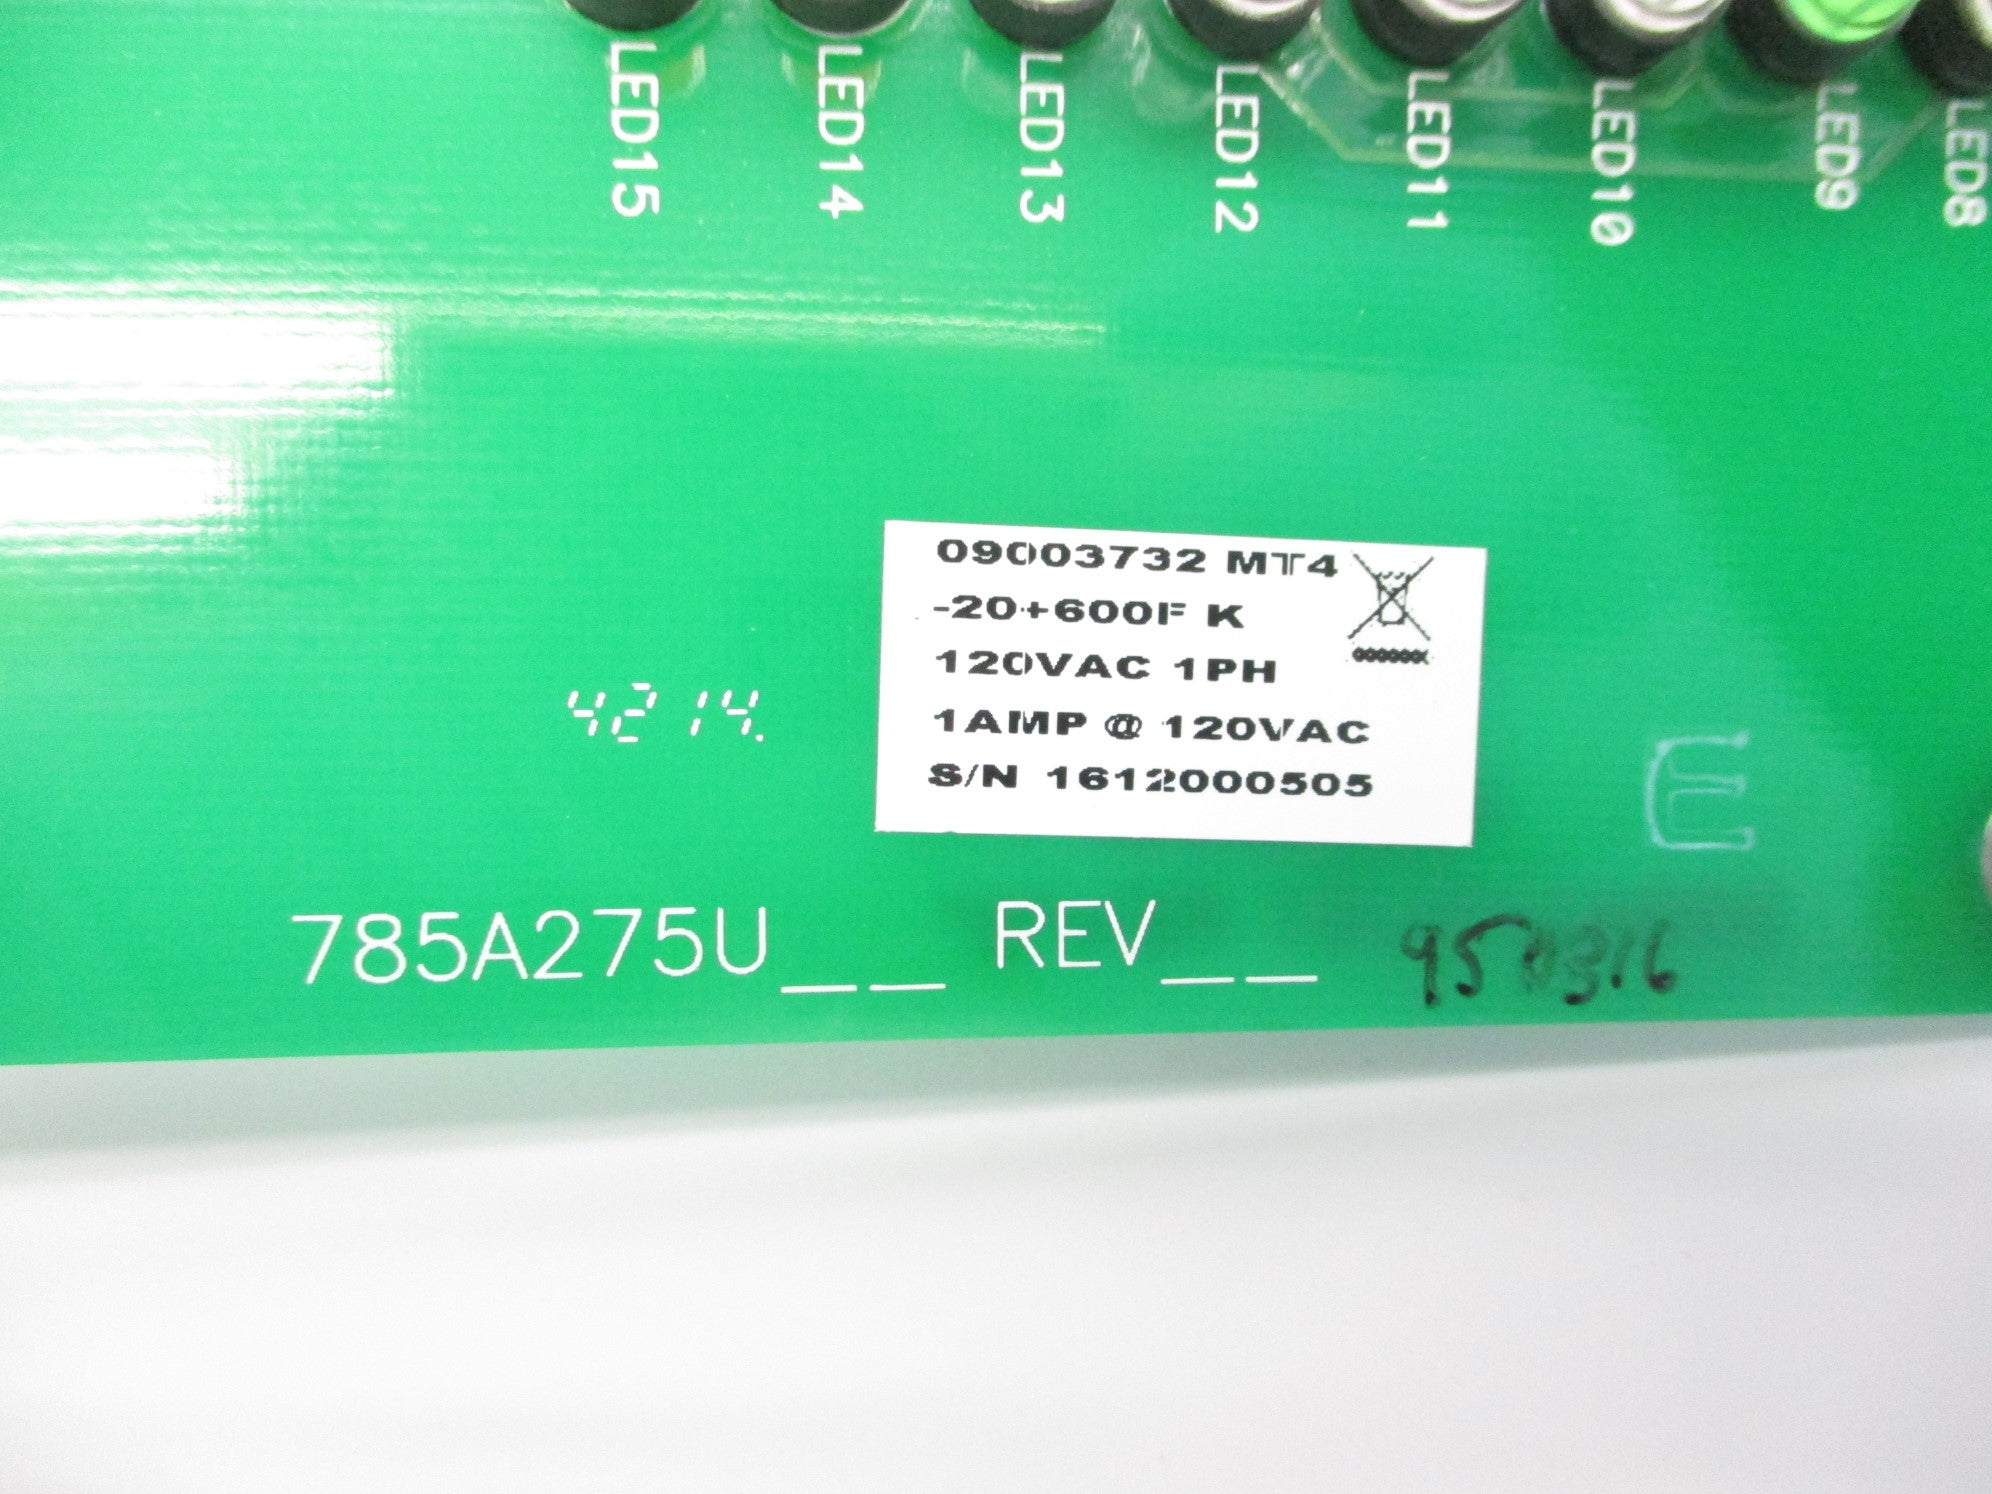 LED15 LED14 LED13 LED12 LED11 LED10 LED9 LED8
09003732 MT4
-20+600F K
120VAC 1PH
1AMP @ 120VAC
S/N 1612000505
4214.
E
785A275U__ REV__